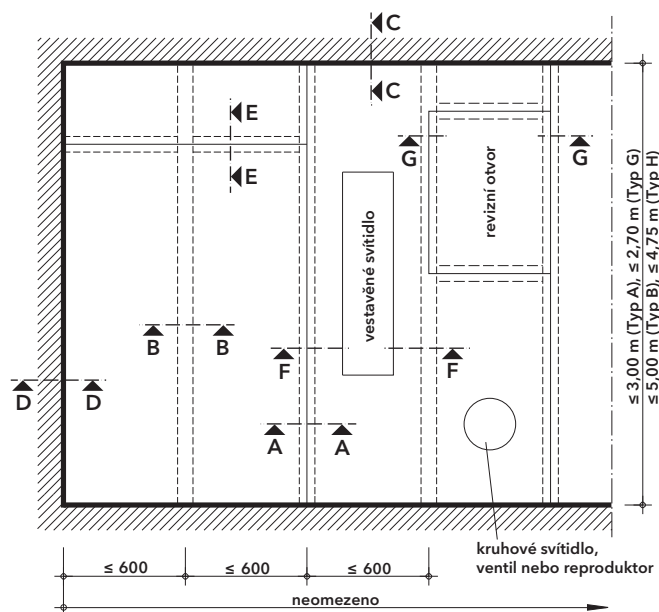 C
C
E
E
G
G
revizní otvor
vestavěné svítidlo
≤ 3,00 m (Typ A), ≤ 2,70 m (Typ G)
≤ 5,00 m (Typ B), ≤ 4,75 m (Typ H)
B
B
F
F
D
D
A
A
kruhové svítidlo,
ventil nebo reproduktor
≤ 600
≤ 600
≤ 600
neomezeno